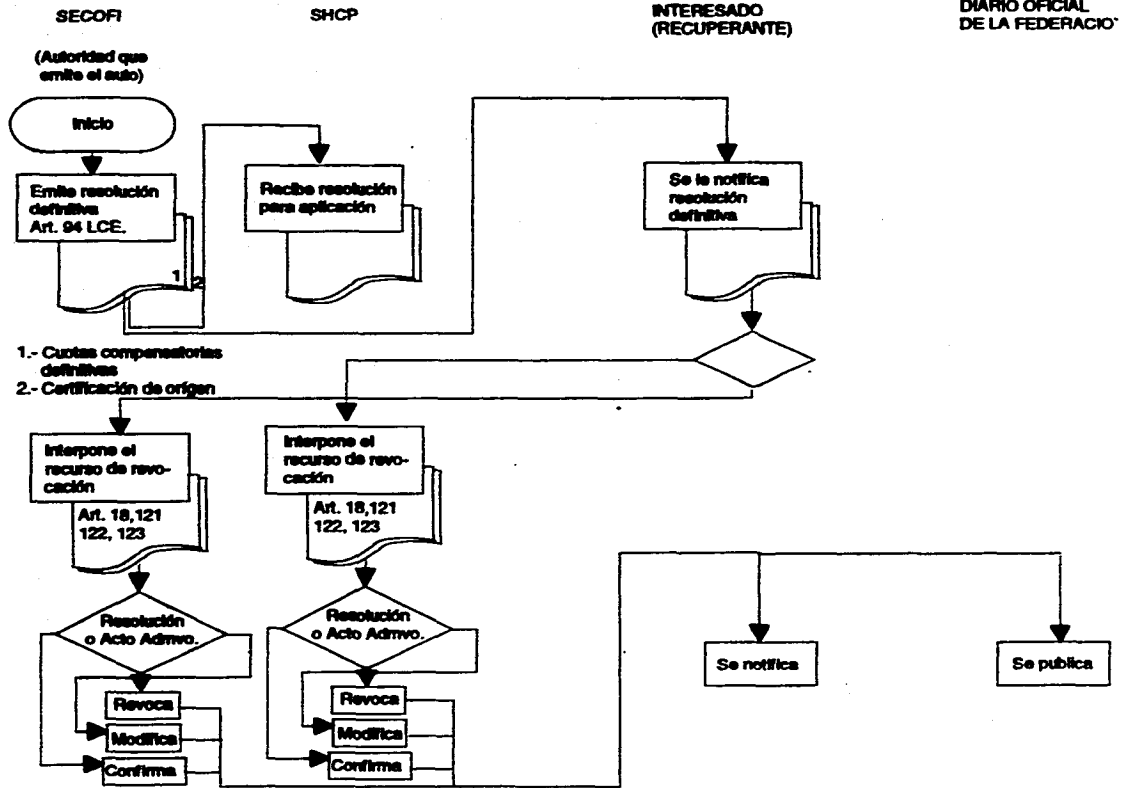 SECOFI
SHCP
INTERESADO
(RECUPERANTE)
DIARIO OFICIAL
DE LA FEDERACIO
(Autoridad que
emite el auto)
Inicio
Emite resolución
definitiva
Art. 94 LCE.
1 2
Recibe resolución
para aplicación
Se le notifica
resolución
definitiva
1.- Cuotas compensatorias
definitivas
2.- Certificación de orígen
Interpone el
recurso de revo-
cación
Art. 18,121
122, 123
Interpone el
recurso de revo-
cación
Art. 18,121
122, 123
Resolución
o Acto Admvo.
Resolución
o Acto Admvo.
Revoca
Modifica
Confirma
Revoca
Modifica
Confirma
Se notifica
Se publica